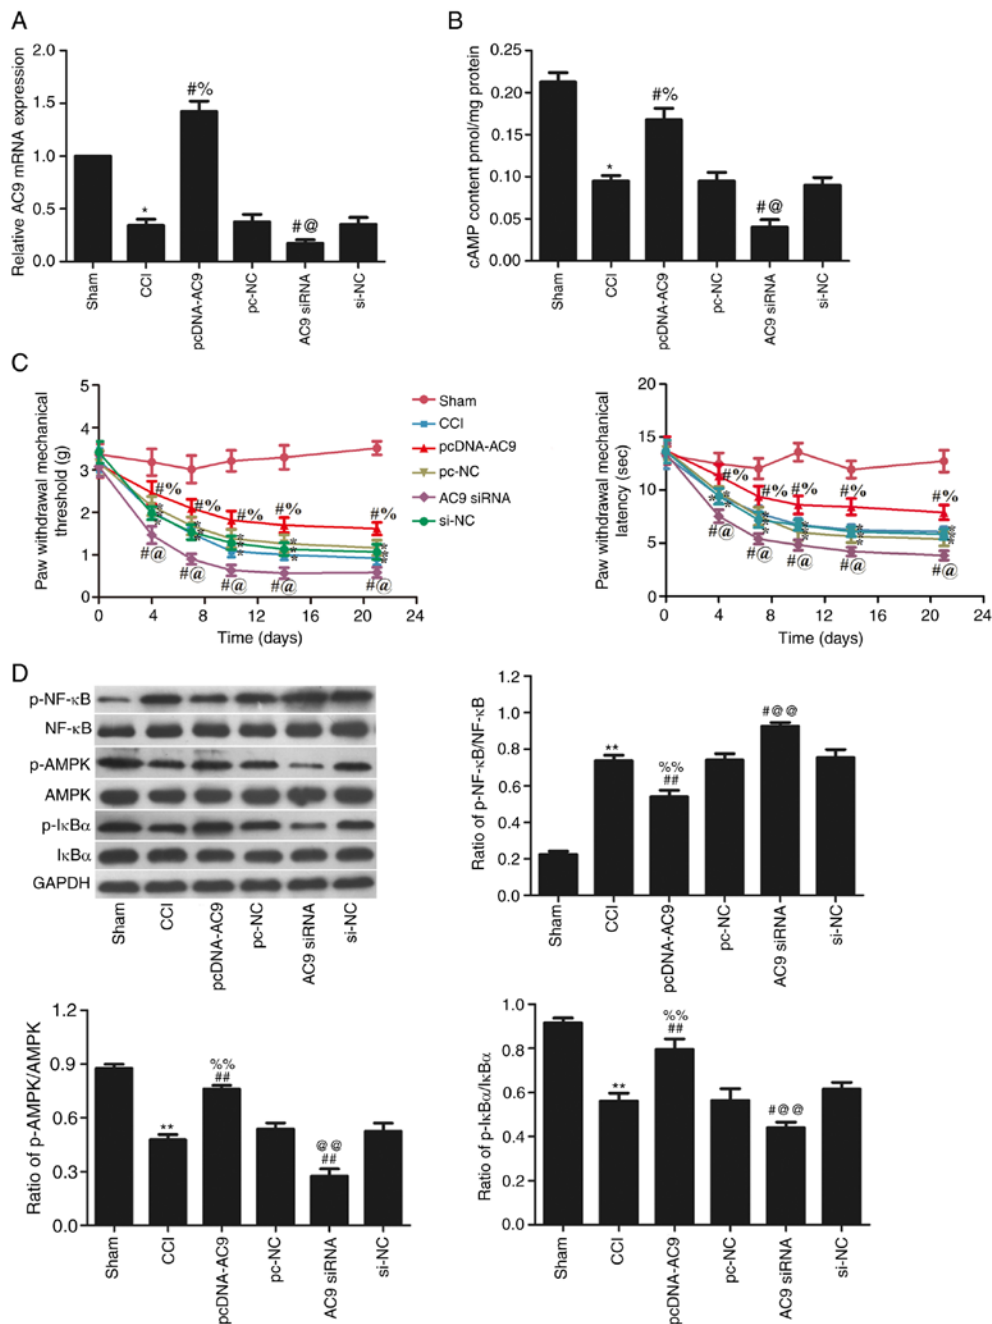 A
Relative AC9 mRNA expression
2.0
1.5
1.0
0.5
0.0
#%
*
#@
Sham
CCI
pcDNA-AC9
pc-NC
AC9 siRNA
si-NC
B
cAMP content pmol/mg protein
0.25
0.20
0.15
0.10
0.05
0.00
#%
*
#@
Sham
CCI
pcDNA-AC9
pc-NC
AC9 siRNA
si-NC
C
Paw withdrawal mechanical
threshold (g)
5
4
3
2
1
0
#%
#%
#%
#%
#%
#@
#@
#@
#@
#@
0 4 8 12 16 20 24
Time (days)
Sham
CCI
pcDNA-AC9
pc-NC
AC9 siRNA
si-NC
Paw withdrawal mechanical
latency (sec)
20
15
10
5
0
#%
#%
#%
#%
#%
#@
#@
#@
#@
#@
0 4 8 12 16 20 24
Time (days)
D
p-NF-κB
NF-κB
p-AMPK
AMPK
p-IκBα
IκBα
GAPDH
Sham
CCI
pcDNA-AC9
pc-NC
AC9 siRNA
si-NC
Ratio of p-NF-κB/NF-κB
1.0
0.8
0.6
0.4
0.2
0.0
**
%%
##
#@@
Sham
CCI
pcDNA-AC9
pc-NC
AC9 siRNA
si-NC
Ratio of p-AMPK/AMPK
1.2
0.9
0.6
0.3
0.0
**
%%
##
@@
##
Sham
CCI
pcDNA-AC9
pc-NC
AC9 siRNA
si-NC
Ratio of p-IκBα/IκBα
1.0
0.8
0.6
0.4
0.2
0.0
**
%%
##
#@@
Sham
CCI
pcDNA-AC9
pc-NC
AC9 siRNA
si-NC